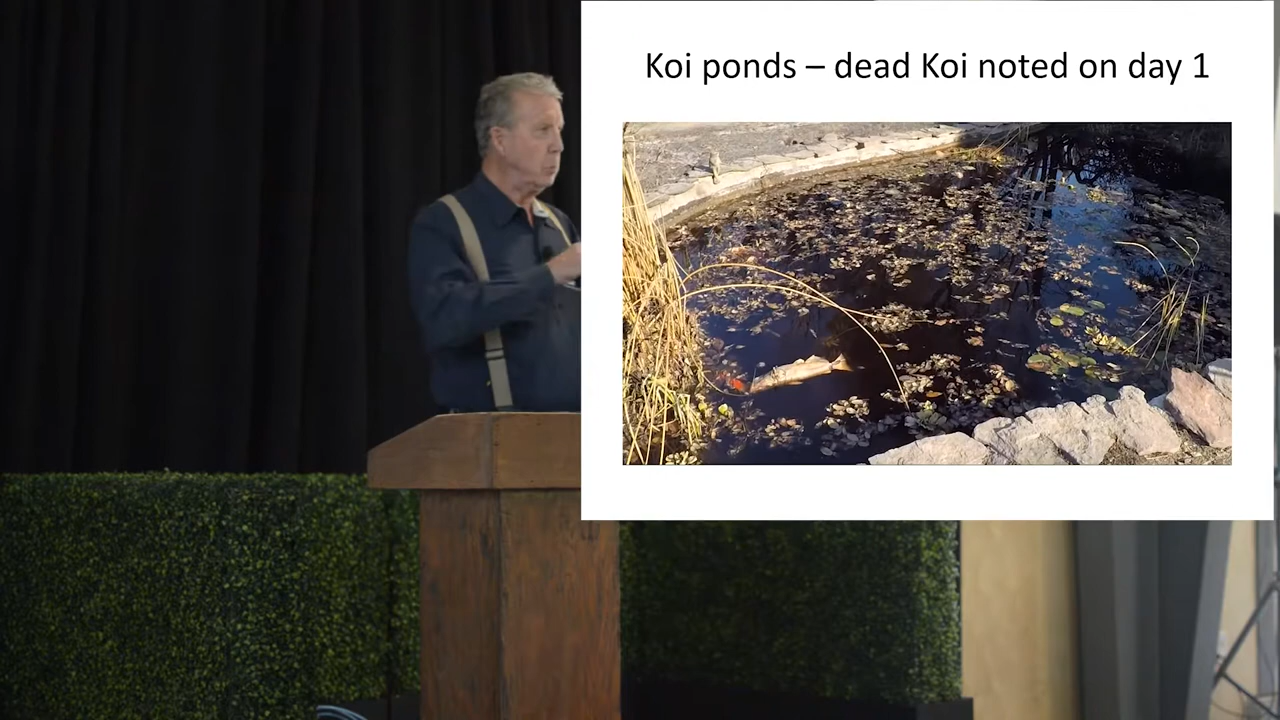 Koi ponds – dead Koi noted on day 1